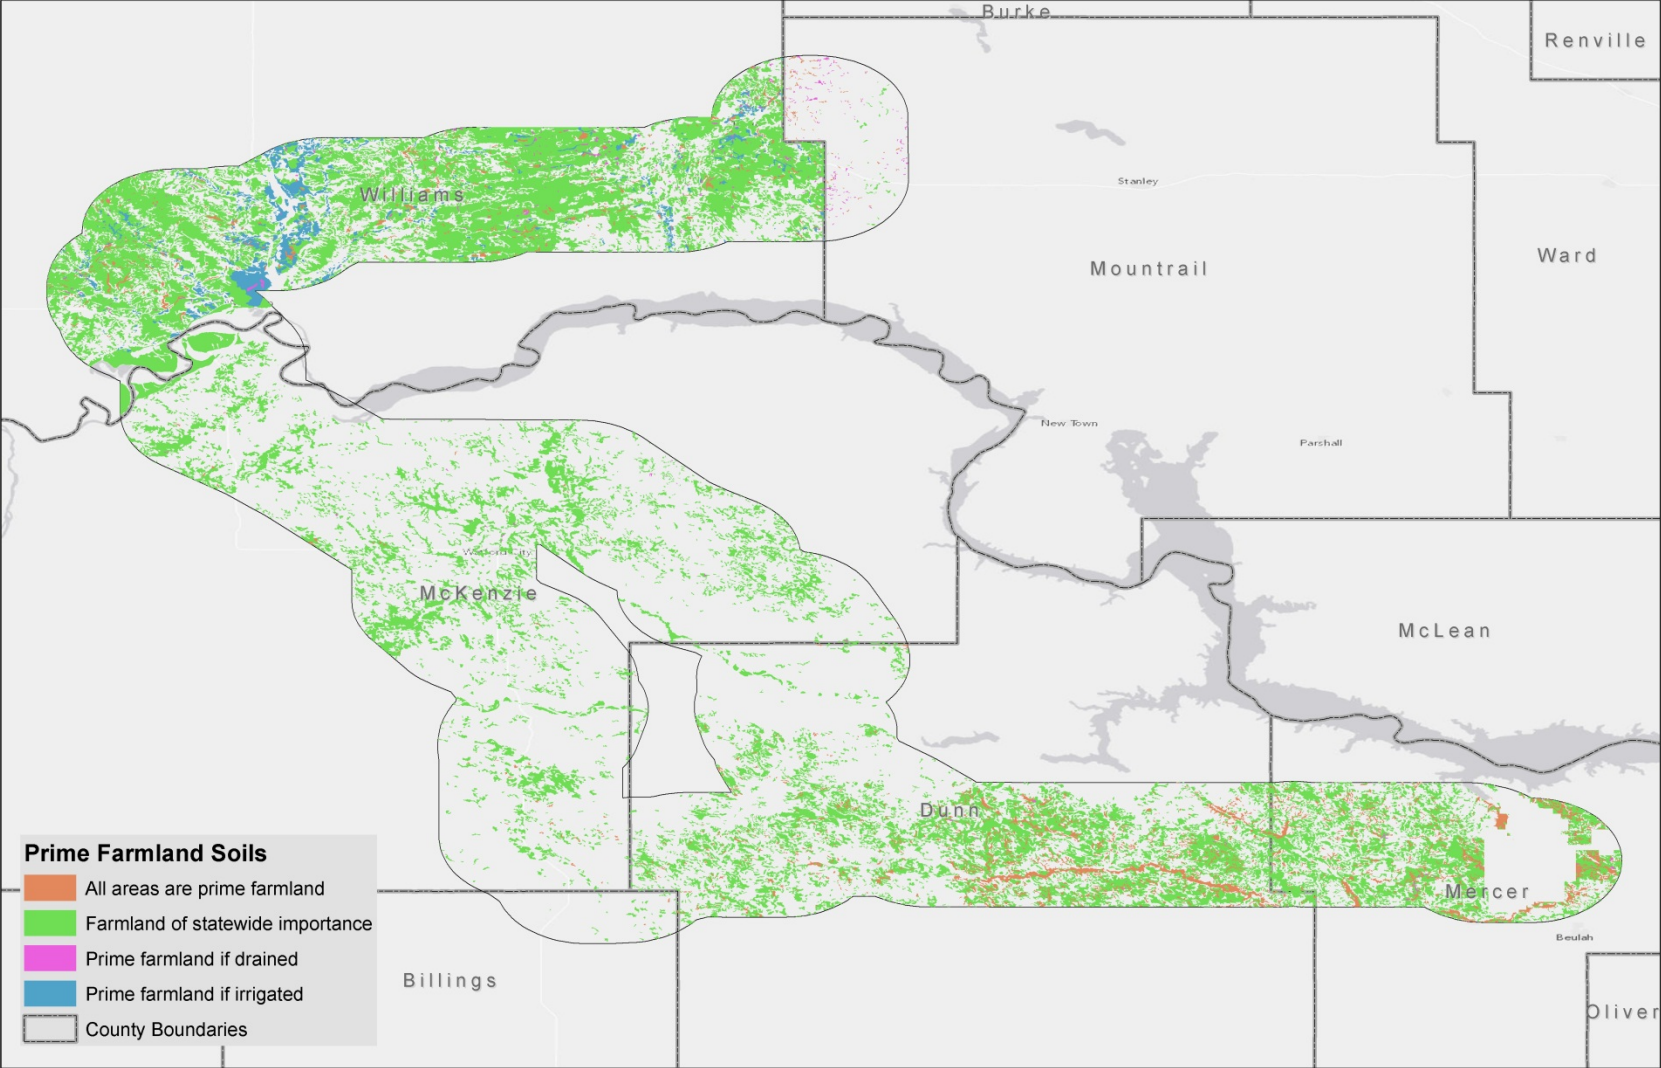 Burke
Renville
Stanley
Williams
Ward
Mountrail
New Town
Parshall
Watford City
McKenzie
McLean
Dunn
Prime Farmland Soils
All areas are prime farmland
Mercer
Farmland of statewide importance
Beulah
Prime farmland if drained
Billings
Prime farmland if irrigated
Oliver
County Boundaries